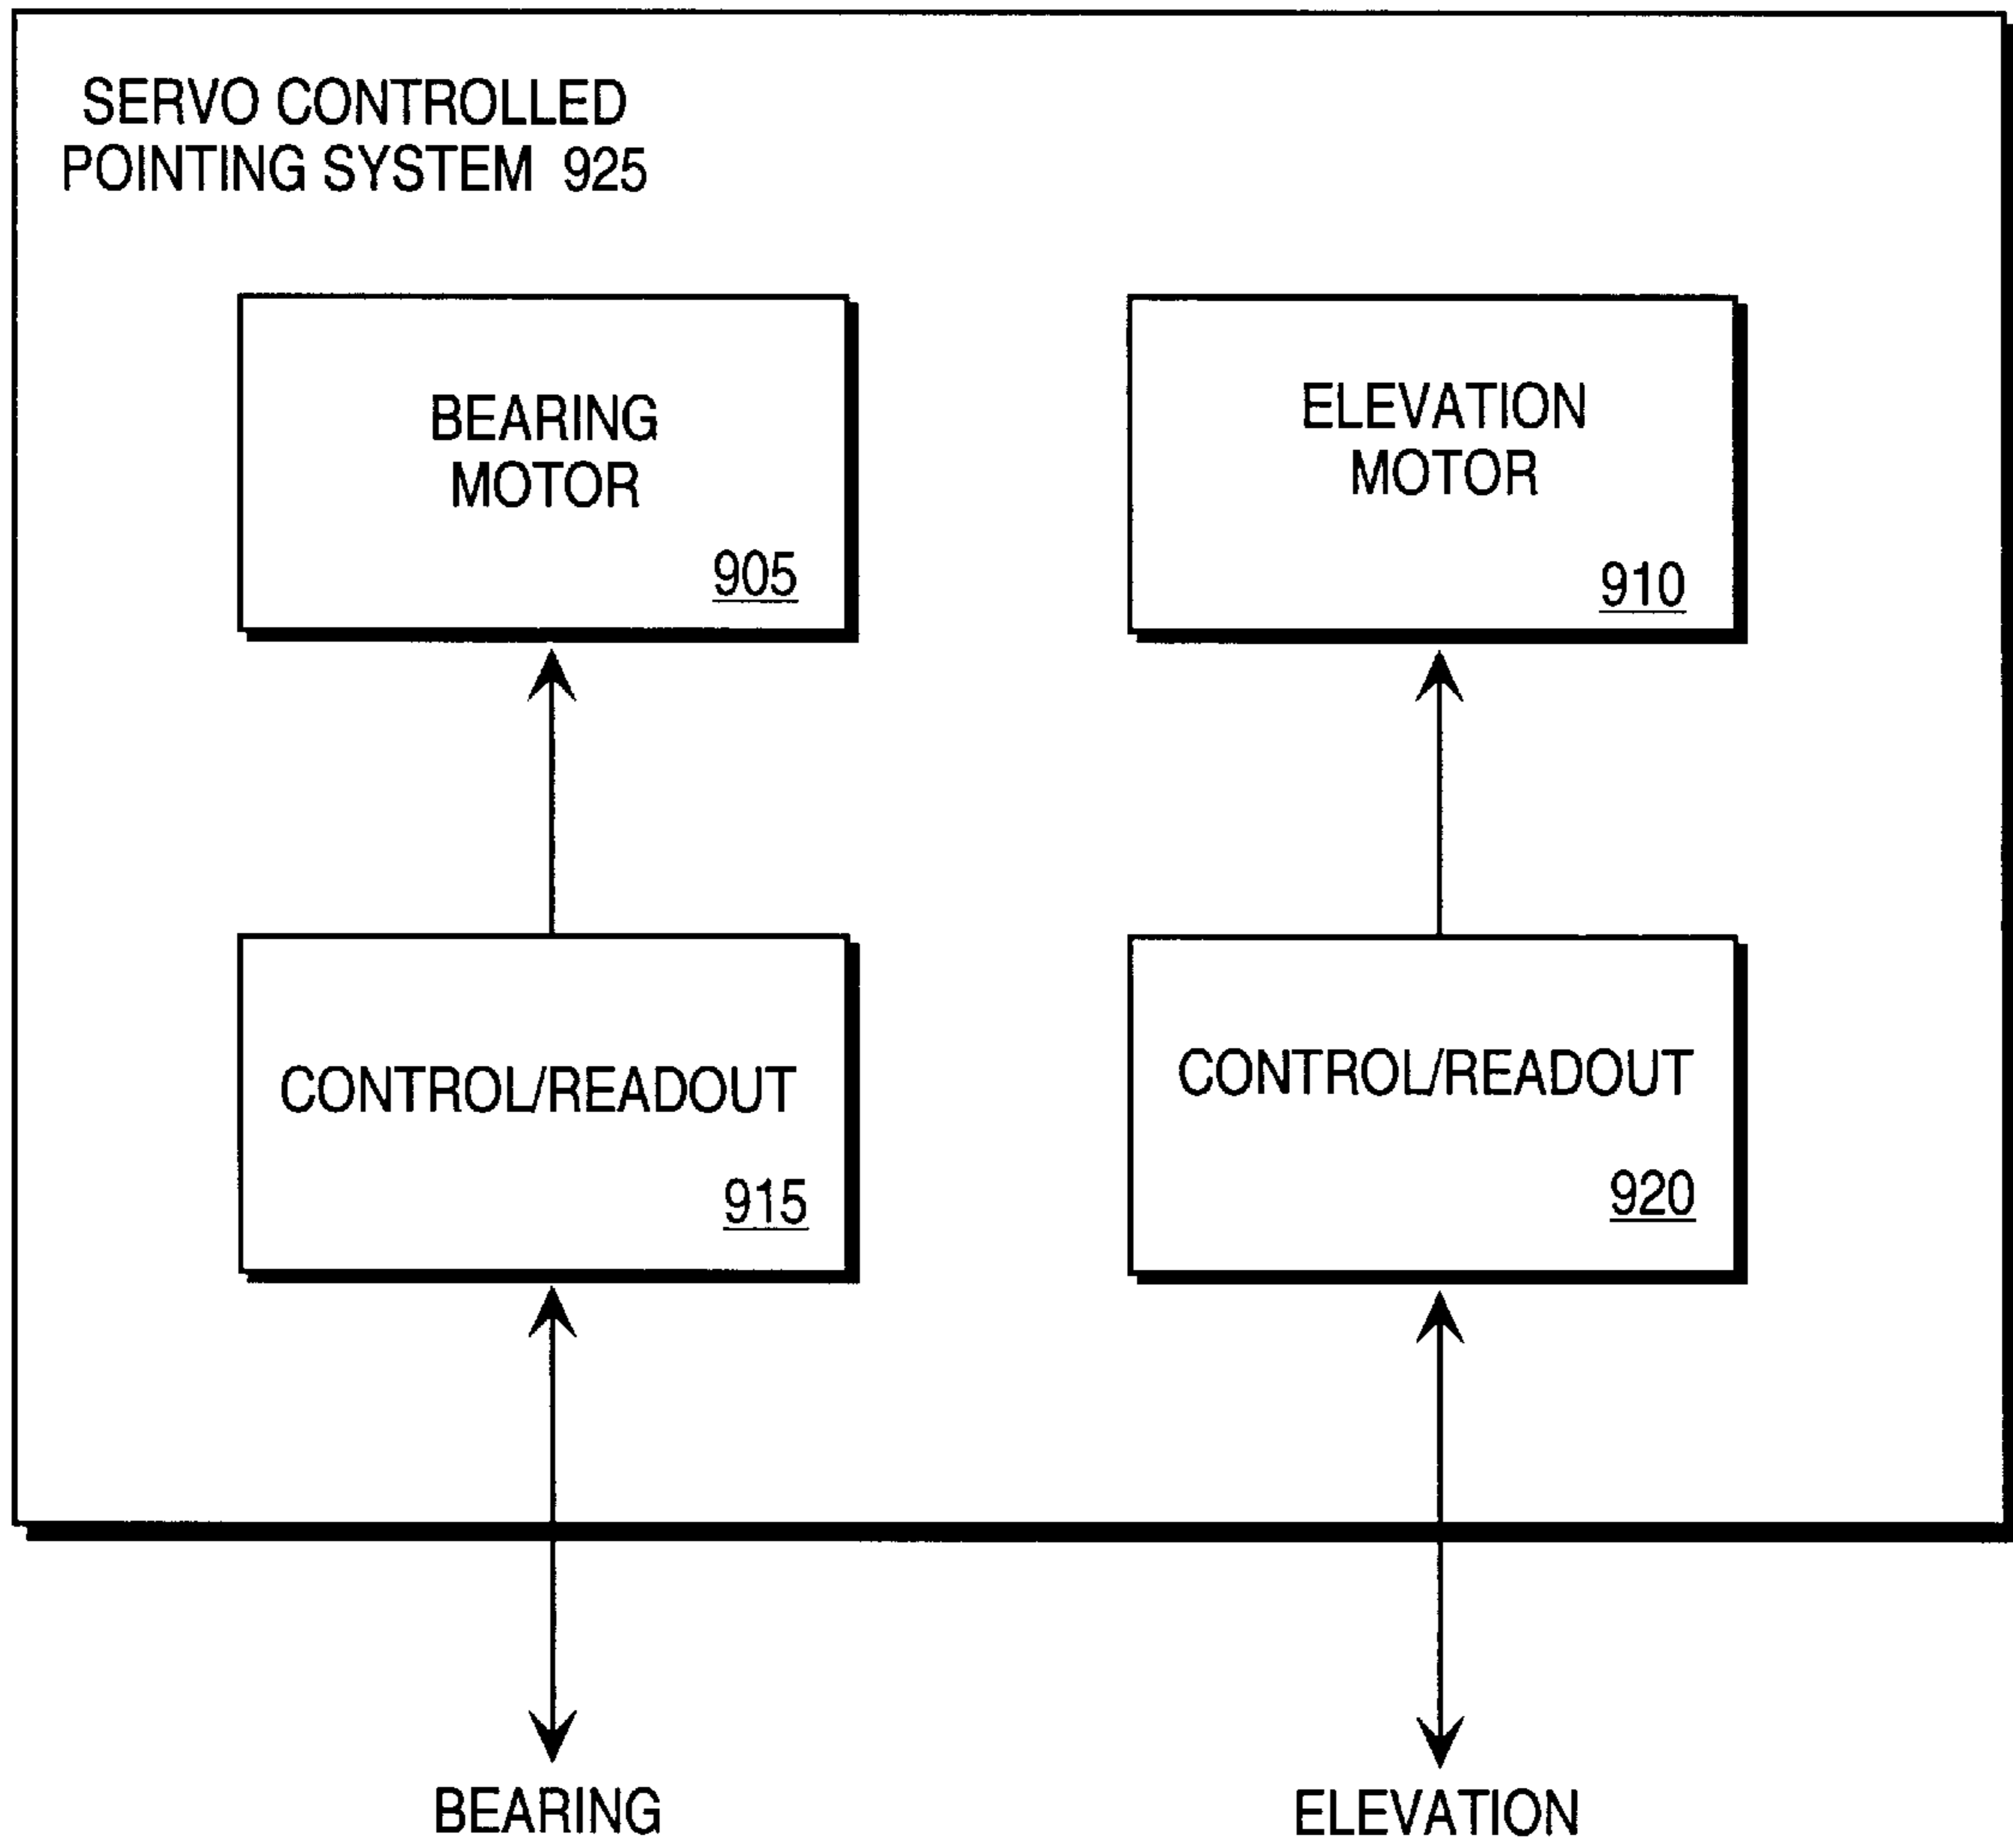 SERVO CONTROLLED
POINTING SYSTEM 925
BEARING
MOTOR
905
ELEVATION
MOTOR
910
CONTROL/READOUT
915
CONTROL/READOUT
920
BEARING
ELEVATION